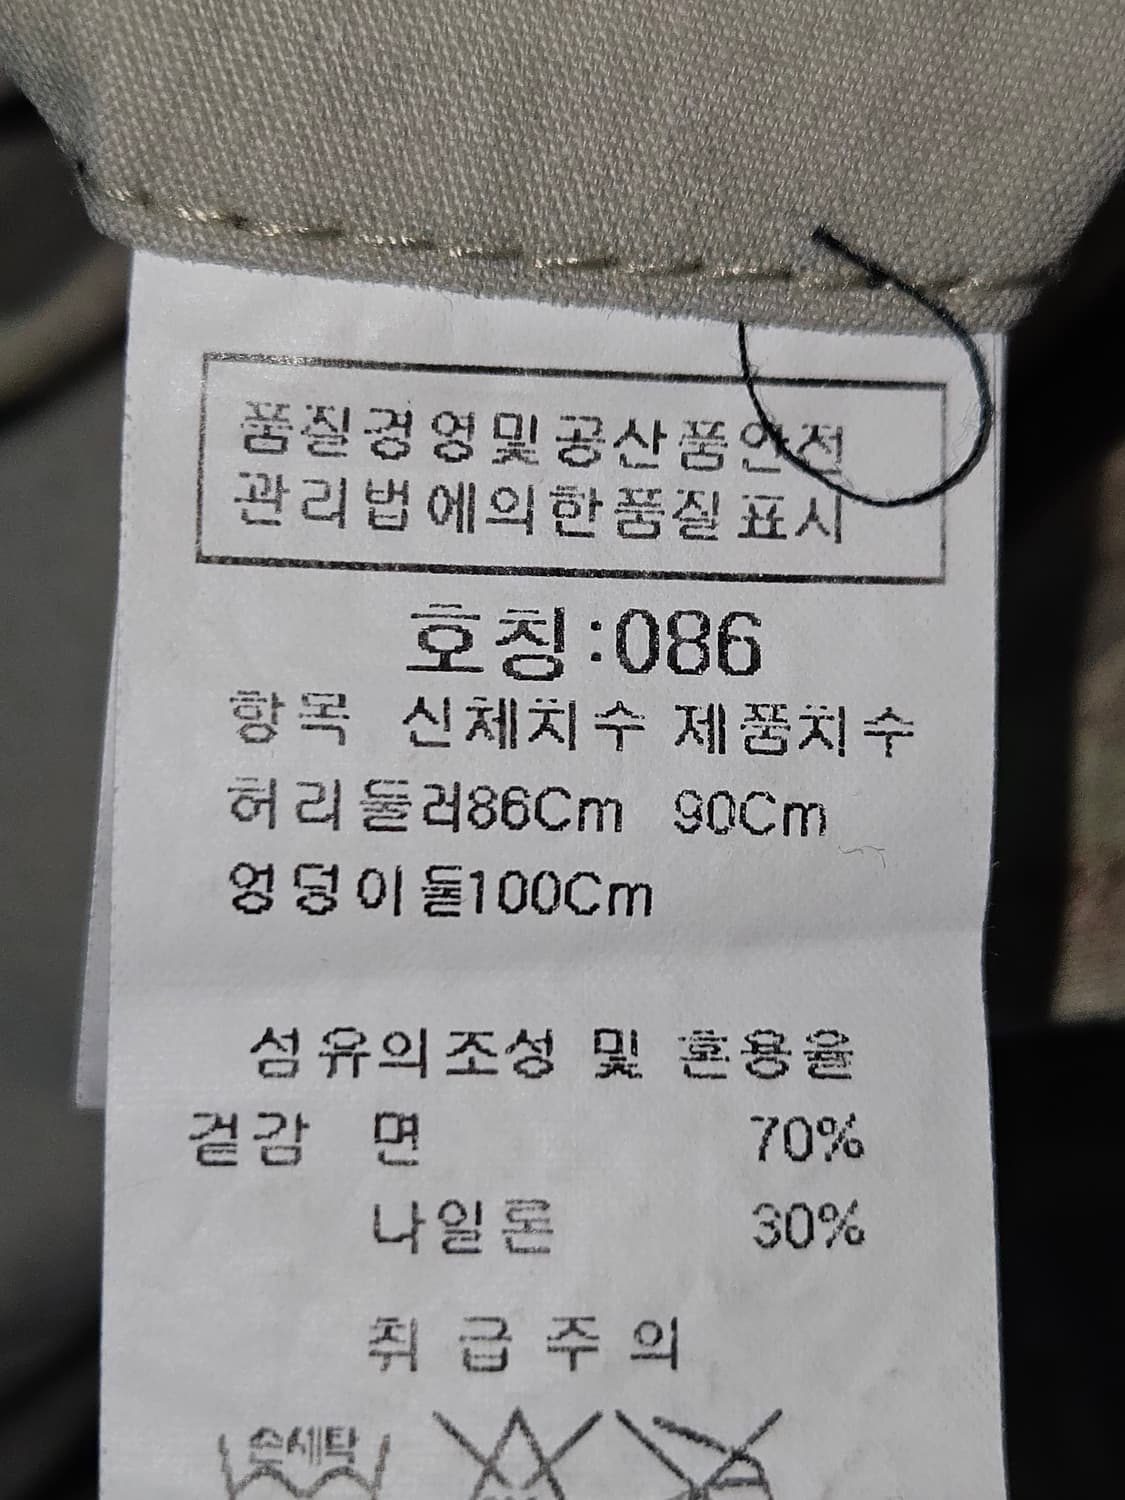 품질경영및공산품안전
관리법에의한품질표시
호칭:086
항목 신체치수 제품치수
허리둘러86Cm 90Cm
엉덩이둘100Cm
섬유의조성 및 혼용율
겉감 면 70%
나일론 30%
취급주의
손세탁